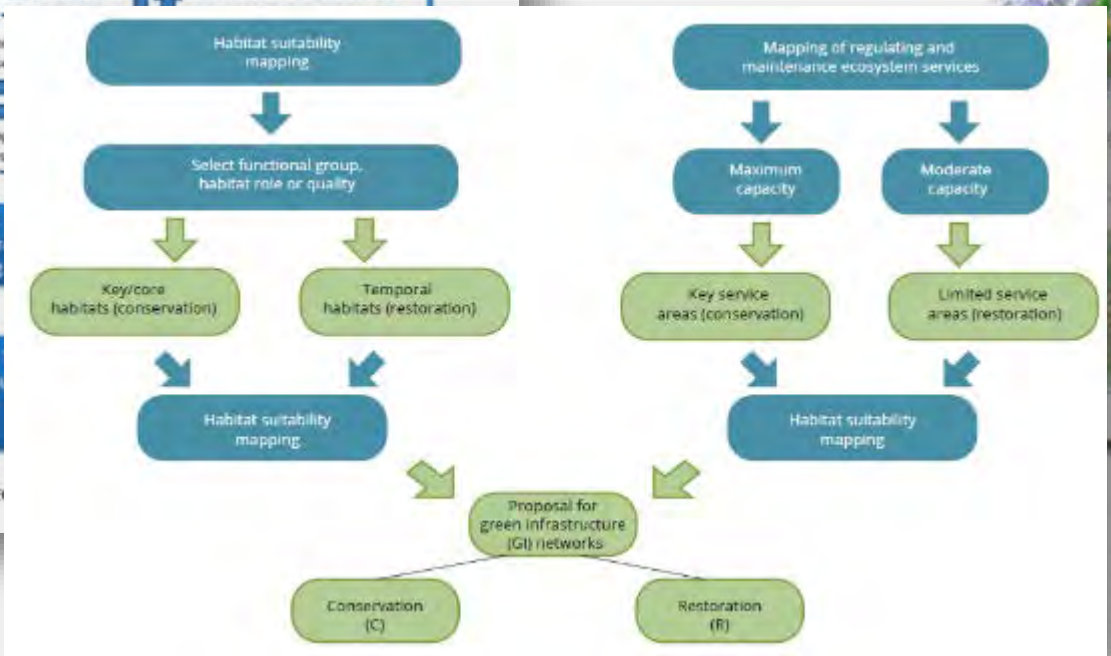 Habitat suitability
mapping
Mapping of regulating and
maintenance ecosystem services
Select functional group,
habitat role or quality
Maximum
capacity
Moderate
capacity
Key/core
habitats (conservation)
Temporal
habitats (restoration)
Key service
areas (conservation)
Limited service
areas (restoration)
Habitat suitability
mapping
Habitat suitability
mapping
Proposal for
green infrastructure
(GI) networks
Conservation
(C)
Restoration
(R)